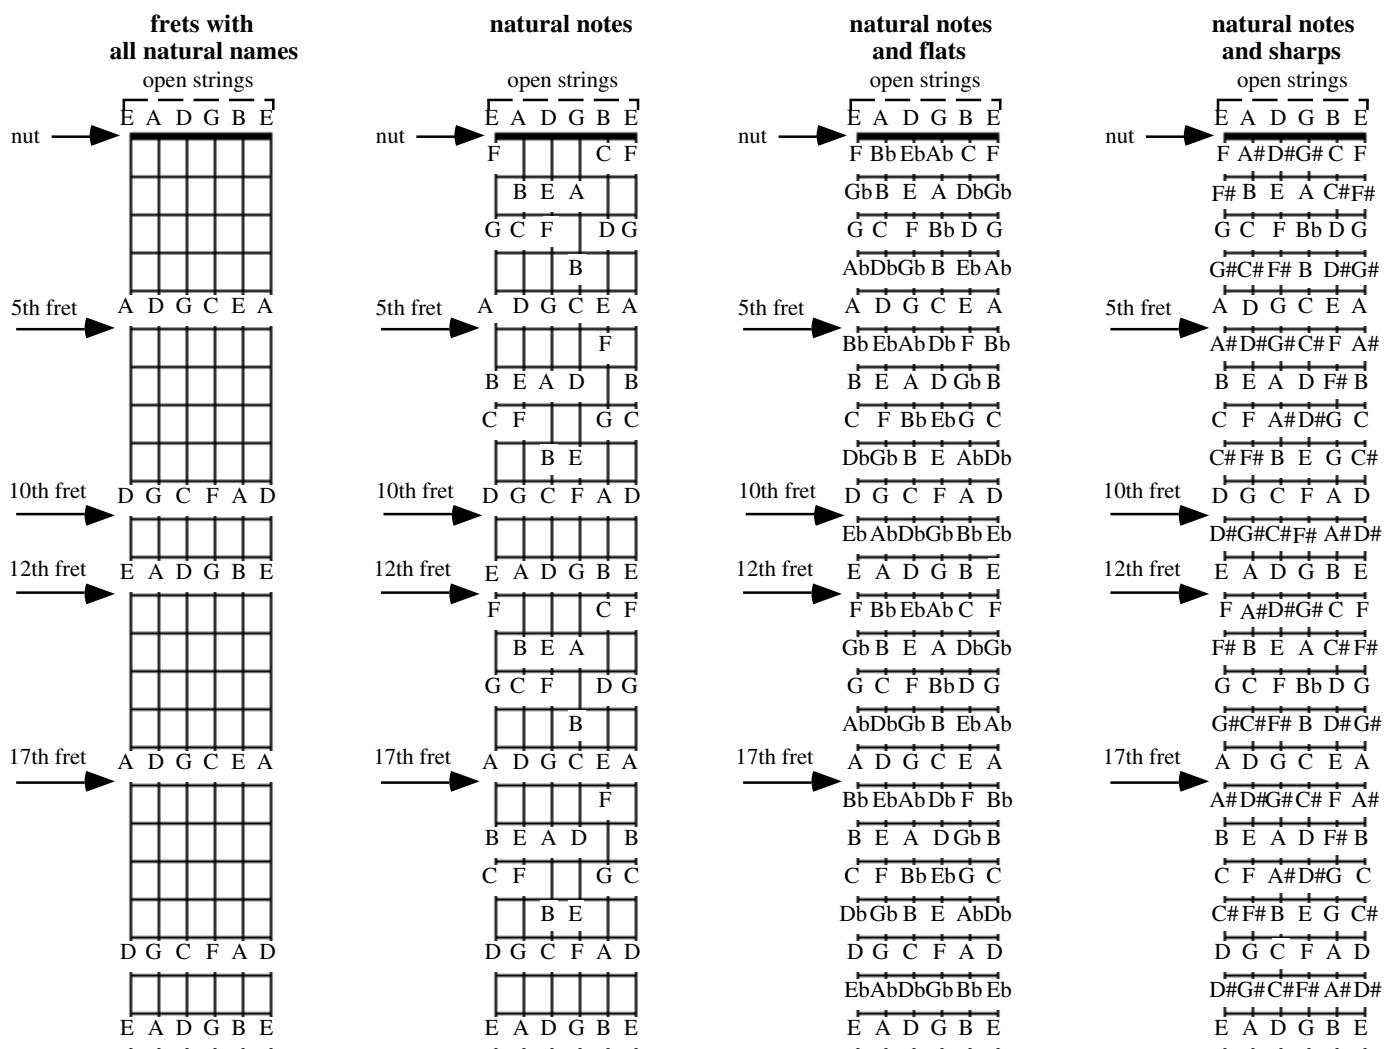 frets with natural notes natural notes natural notes
all natural names and flats and sharps
open strings open strings open strings open strings
E A D G B E E A D G B E E A D G B E E A D G B E
nut nut nut nut
F C F F Bb Eb Ab C F F A# D# G# C F
B E A Gb B E A Db Gb F# B E A C# F#
G C F D G G C F Bb D G G C F Bb D G
B Ab Db Gb B Eb Ab G# C# F# B D# G#
5th fret A D G C E A 5th fret A D G C E A 5th fret A D G C E A 5th fret A D G C E A
F Bb Eb Ab Db F Bb A# D# G# C# F A#
B E A D B B E A D Gb B B E A D F# B
C F G C C F Bb Eb G C C F A# D# G C
B E Db Gb B E Ab Db C# F# B E G C#
10th fret D G C F A D 10th fret D G C F A D 10th fret D G C F A D 10th fret D G C F A D
Eb Ab Db Gb Bb Eb D# G# C# F# A# D#
12th fret E A D G B E 12th fret E A D G B E 12th fret E A D G B E 12th fret E A D G B E
F C F F Bb Eb Ab C F F A# D# G# C F
B E A Gb B E A Db Gb F# B E A C# F#
G C F D G G C F Bb D G G C F Bb D G
B Ab Db Gb B Eb Ab G# C# F# B D# G#
17th fret A D G C E A 17th fret A D G C E A 17th fret A D G C E A 17th fret A D G C E A
F Bb Eb Ab Db F Bb A# D# G# C# F A#
B E A D B B E A D Gb B B E A D F# B
C F G C C F Bb Eb G C C F A# D# G C
B E Db Gb B E Ab Db C# F# B E G C#
D G C F A D D G C F A D D G C F A D D G C F A D
Eb Ab Db Gb Bb Eb D# G# C# F# A# D#
E A D G B E E A D G B E E A D G B E E A D G B E